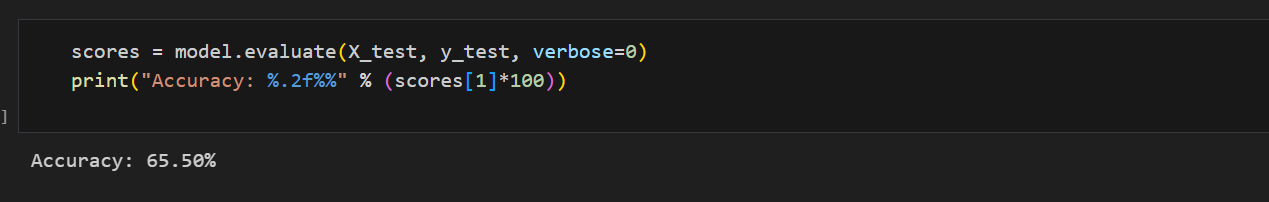 scores = model.evaluate(X_test, y_test, verbose=0)
print("Accuracy: %.2f%%" % (scores[1]*100))
]
Accuracy: 65.50%